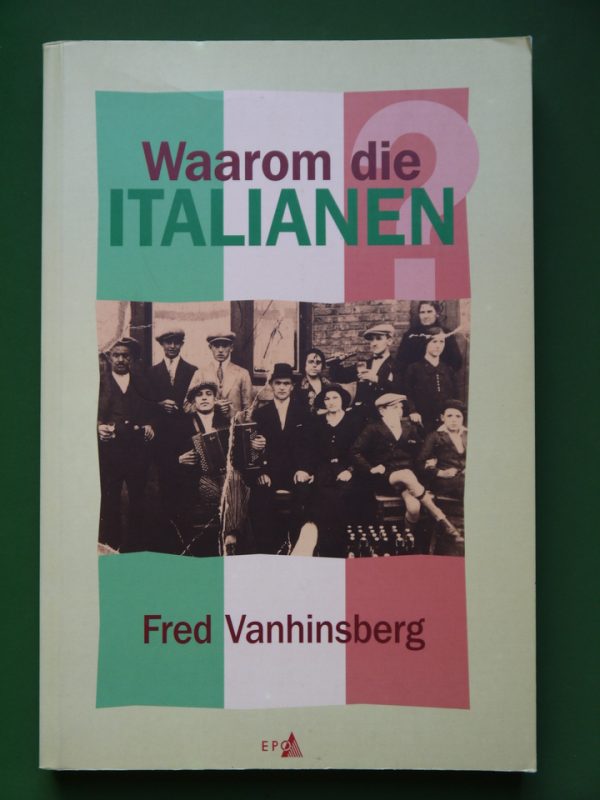 Waarom die
ITALIANEN
?
Fred Vanhinsberg
EPO